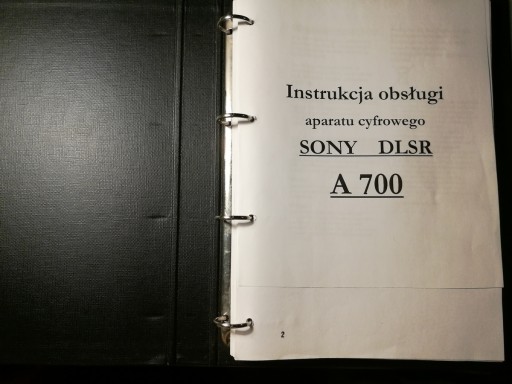 Instrukcja obsługi
aparatu cyfrowego
SONY DLSR
A 700
2